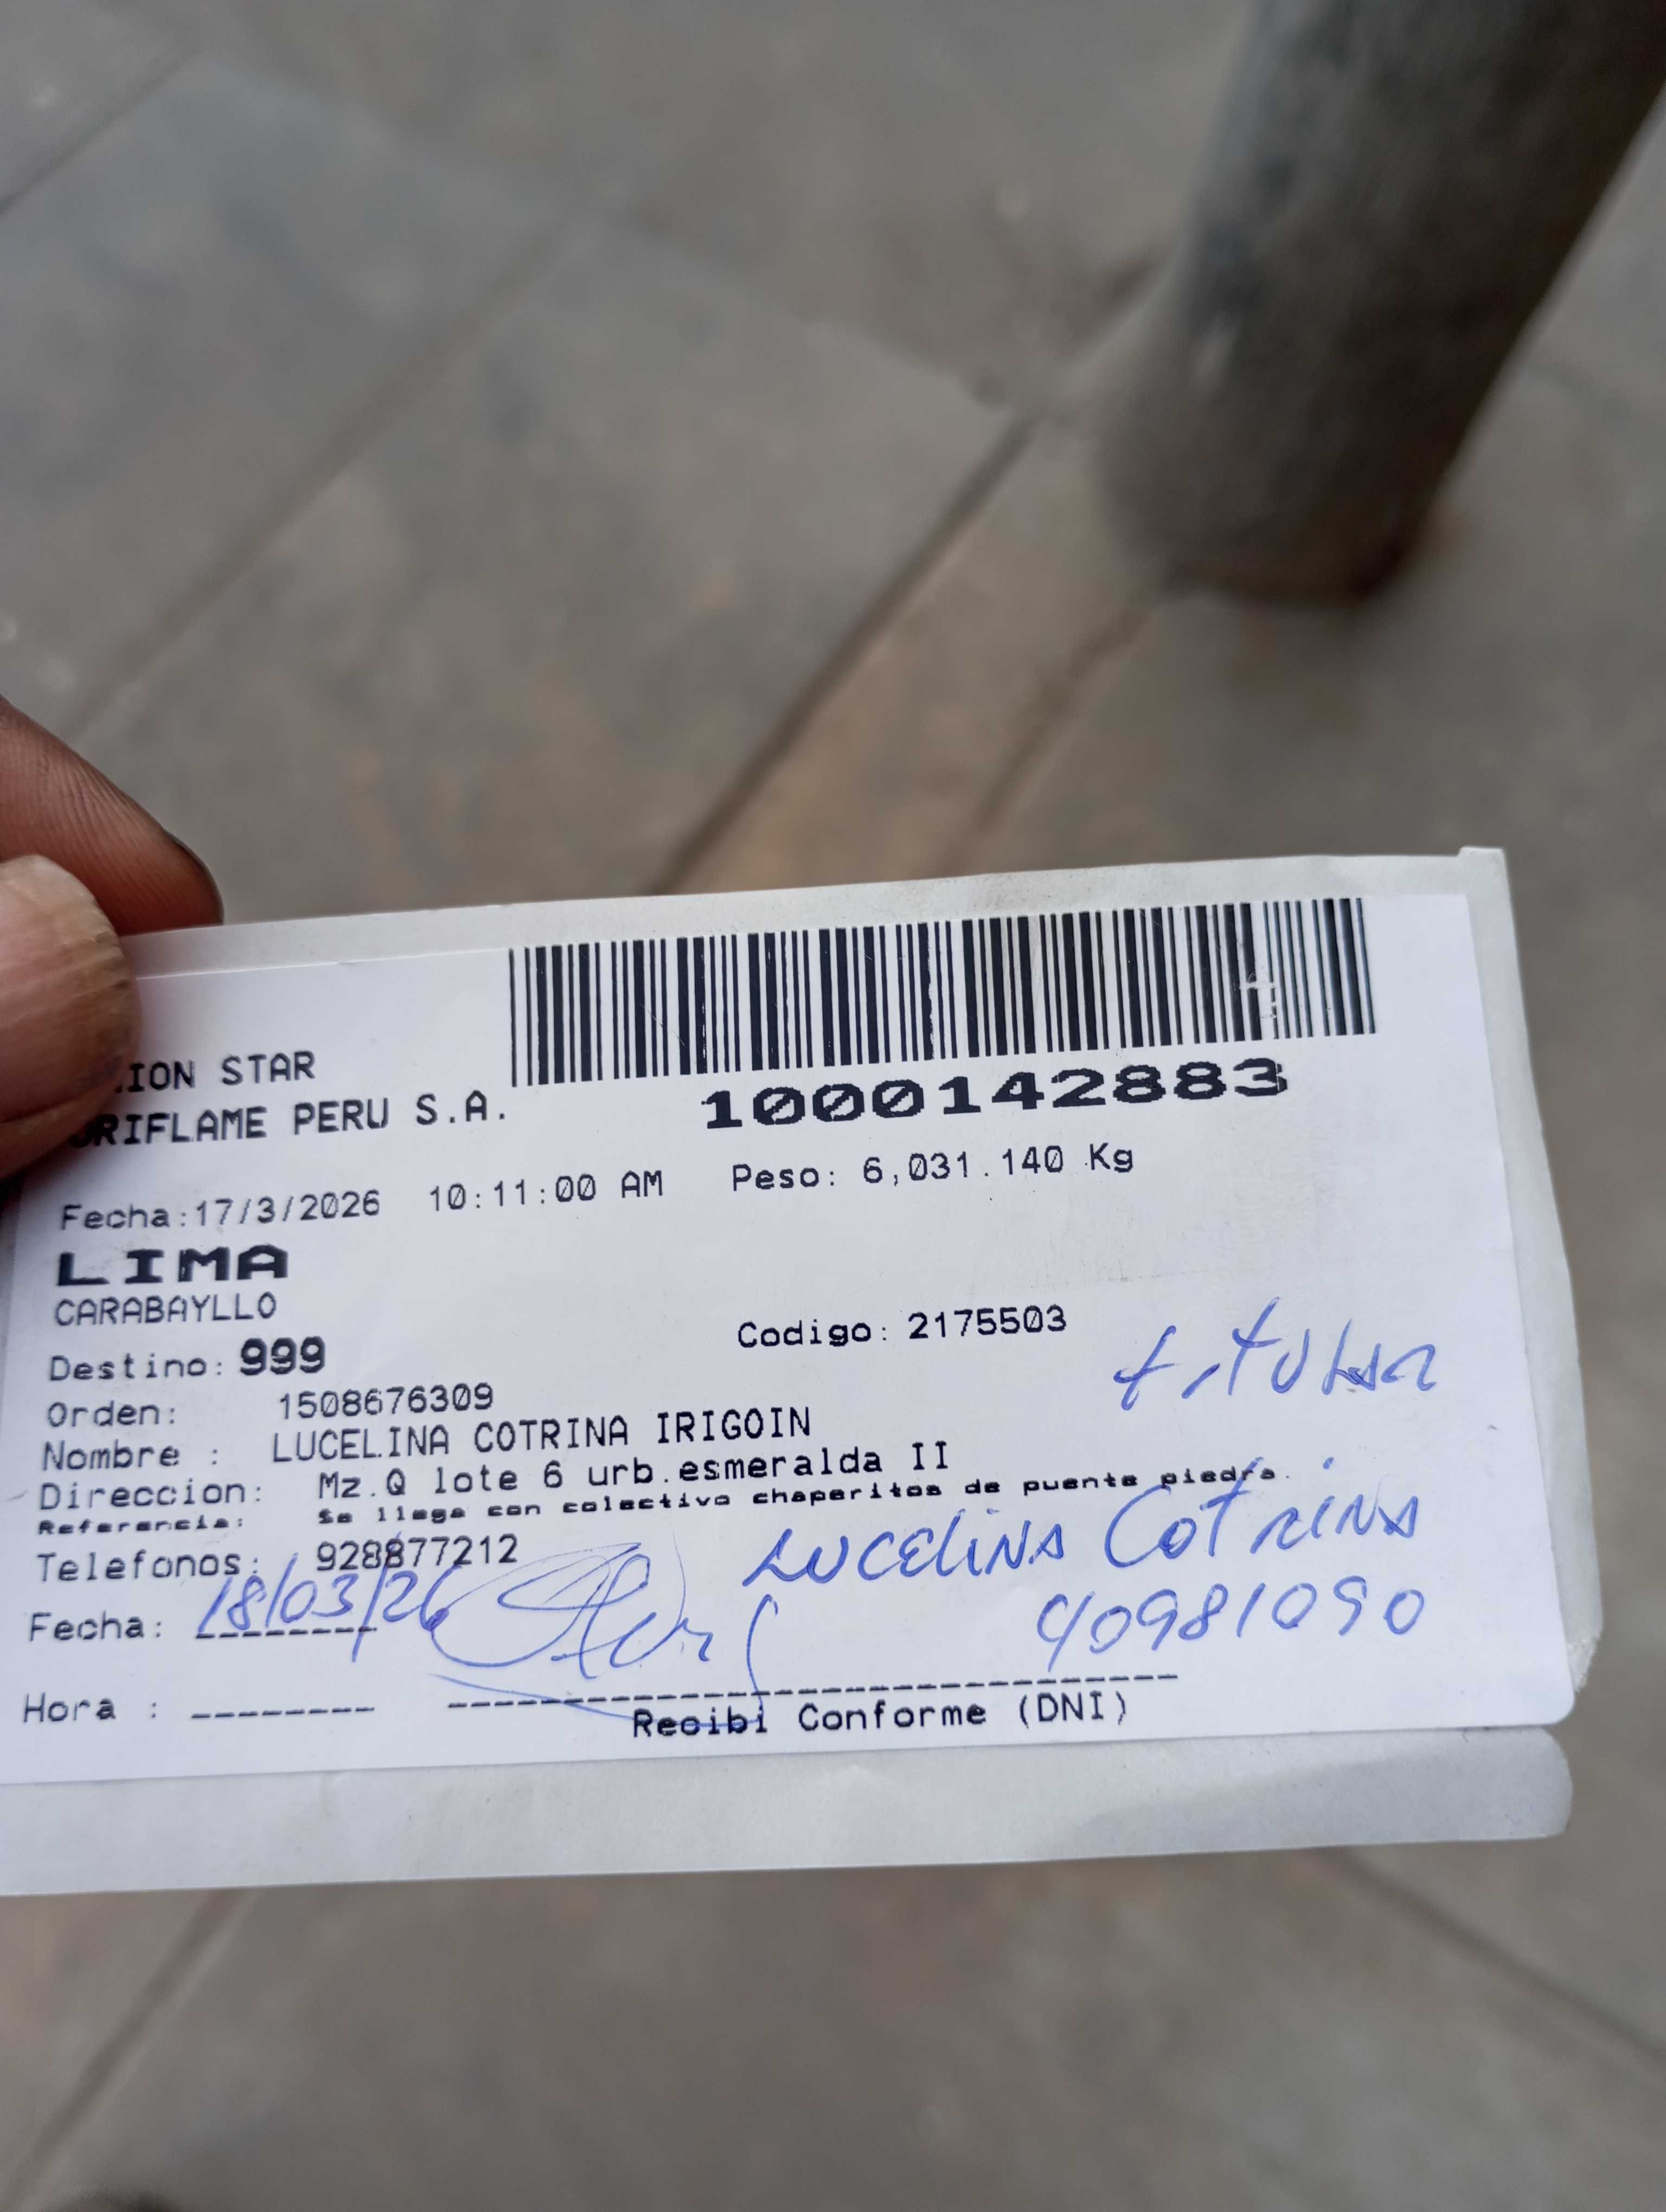 ION STAR
ORIFLAME PERU S.A.
1000142883
Fecha:17/3/2026 10:11:00 AM Peso: 6,031.140 Kg
LIMA
CARABAYLLO
Codigo: 2175503
Destino: 999
titular
Orden: 1508676309
Nombre : LUCELINA COTRINA IRIGOIN
Direccion: Mz.Q lote 6 urb.esmeralda II
Referencia: Se llega con colectivo chaperitos de puente piedra.
Telefonos: 928877212
Lucelina Cotrina
Fecha: 18/03/26
40981090
Hora :
Recibi Conforme (DNI)